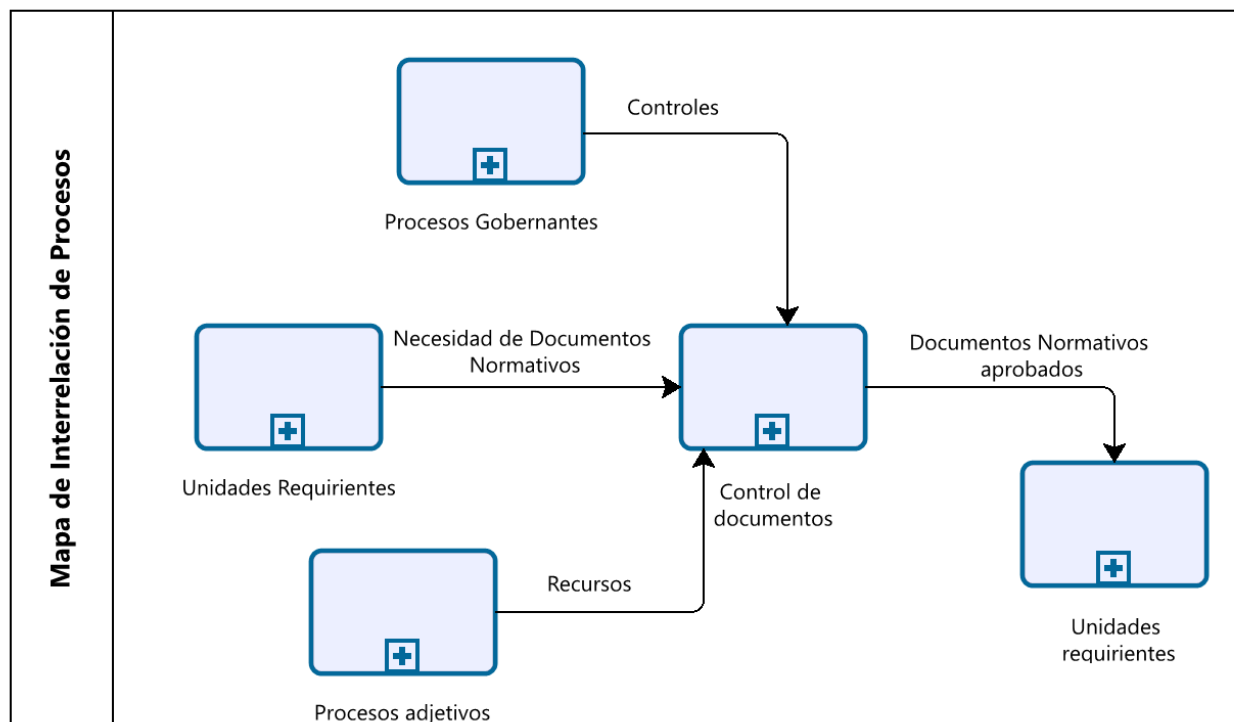 Mapa de Interrelación de Procesos
Controles
Procesos Gobernantes
Necesidad de Documentos
Normativos
Documentos Normativos
aprobados
Unidades Requirientes
Control de
documentos
Recursos
Unidades
requirientes
Procesos adjetivos